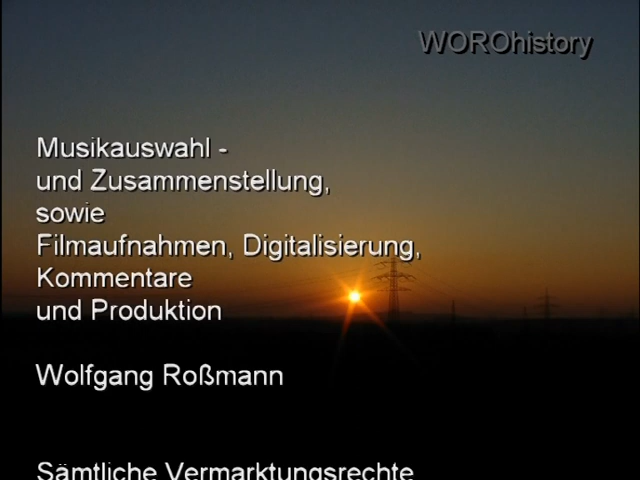 WOROhistory
Musikauswahl -
und Zusammenstellung,
sowie
Filmaufnahmen, Digitalisierung,
Kommentare
und Produktion
Wolfgang Roßmann
Sämtliche Vermarktungsrechte